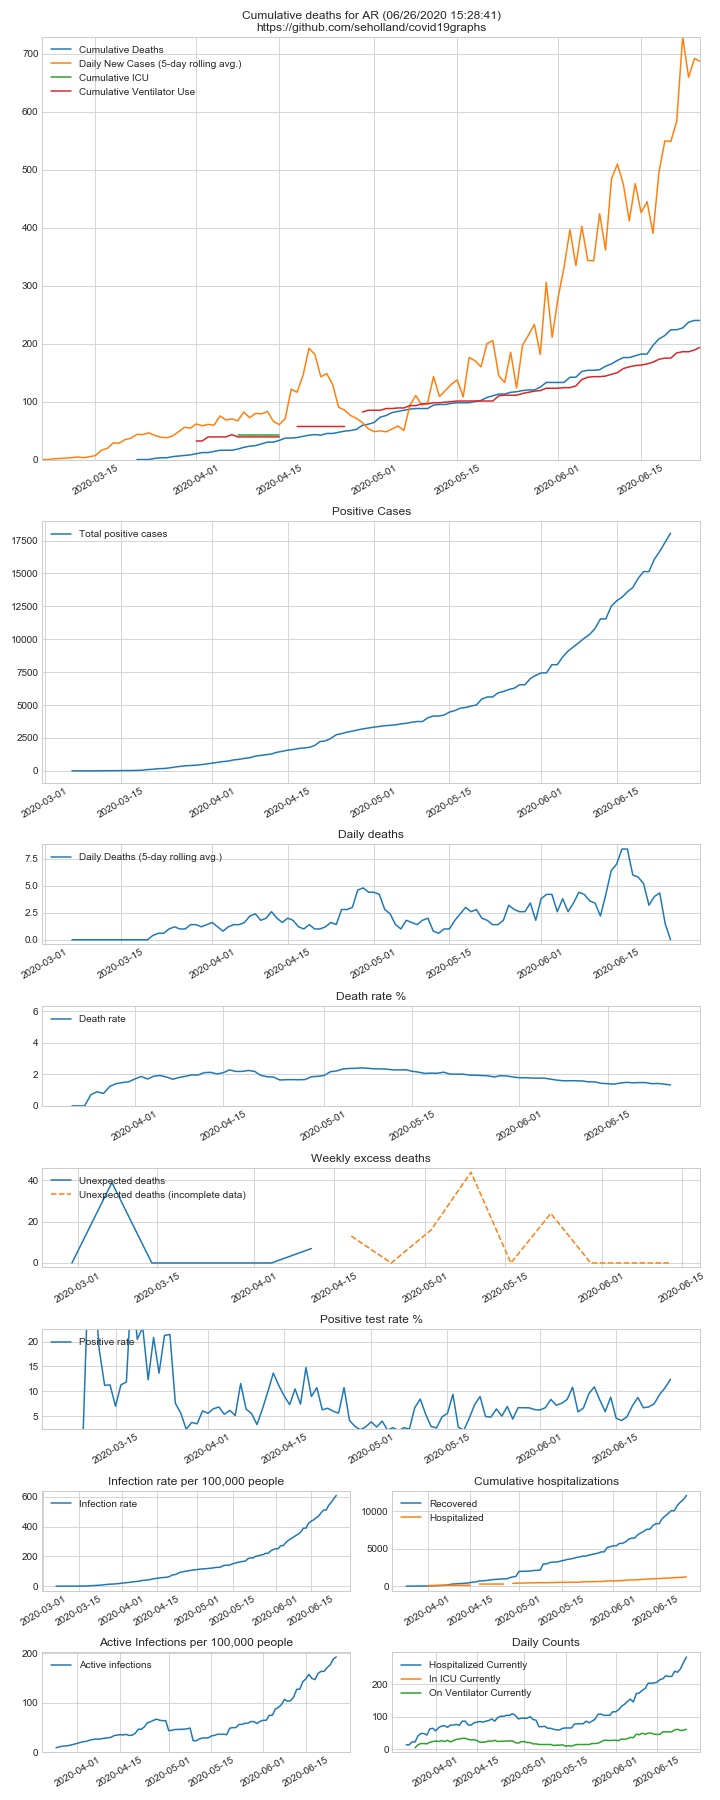 Cumulative deaths for AR (06/26/2020 15:28:41)
https://github.com/seholland/covid19graphs
Cumulative Deaths
Daily New Cases (5-day rolling avg.)
Cumulative ICU
Cumulative Ventilator Use
700
600
500
400
300
200
100
0
2020-03-15 2020-04-01 2020-04-15 2020-05-01 2020-05-15 2020-06-01 2020-06-15
Positive Cases
Total positive cases
17500
15000
12500
10000
7500
5000
2500
0
2020-03-01 2020-03-15 2020-04-01 2020-04-15 2020-05-01 2020-05-15 2020-06-01 2020-06-15
Daily deaths
Daily Deaths (5-day rolling avg.)
7.5
5.0
2.5
0.0
2020-03-01 2020-03-15 2020-04-01 2020-04-15 2020-05-01 2020-05-15 2020-06-01 2020-06-15
Death rate %
Death rate
6
4
2
0
2020-04-01 2020-04-15 2020-05-01 2020-05-15 2020-06-01 2020-06-15
Weekly excess deaths
Unexpected deaths
Unexpected deaths (incomplete data)
40
20
0
2020-03-01 2020-03-15 2020-04-01 2020-04-15 2020-05-01 2020-05-15 2020-06-01 2020-06-15
Positive test rate %
Positive rate
20
15
10
5
2020-03-15 2020-04-01 2020-04-15 2020-05-01 2020-05-15 2020-06-01 2020-06-15
Infection rate per 100,000 people
Infection rate
600
400
200
0
2020-03-01 2020-03-15 2020-04-01 2020-04-15 2020-05-01 2020-05-15 2020-06-01 2020-06-15
Cumulative hospitalizations
Recovered
Hospitalized
10000
5000
0
2020-04-01 2020-04-15 2020-05-01 2020-05-15 2020-06-01 2020-06-15
Active Infections per 100,000 people
Active infections
200
100
0
2020-04-01 2020-04-15 2020-05-01 2020-05-15 2020-06-01 2020-06-15
Daily Counts
Hospitalized Currently
In ICU Currently
On Ventilator Currently
200
100
0
2020-04-01 2020-04-15 2020-05-01 2020-05-15 2020-06-01 2020-06-15